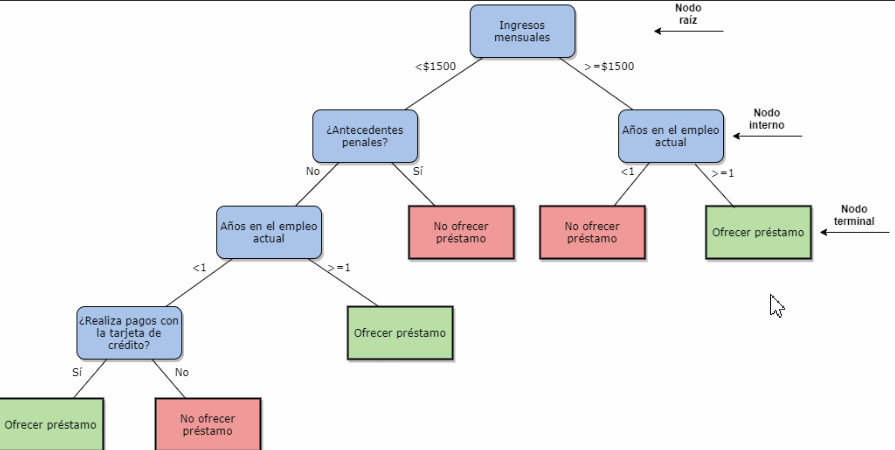 Nodo
raíz
Ingresos
mensuales
<$1500
>=$1500
Nodo
interno
¿Antecedentes
penales?
Años en el empleo
actual
No
Sí
<1
>=1
Nodo
terminal
Años en el empleo
actual
No ofrecer
préstamo
No ofrecer
préstamo
Ofrecer préstamo
<1
>=1
¿Realiza pagos con
la tarjeta de
crédito?
Ofrecer préstamo
Sí
No
Ofrecer préstamo
No ofrecer
préstamo